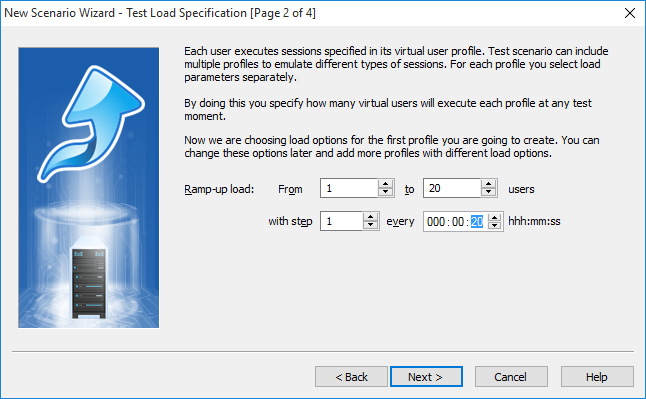 New Scenario Wizard - Test Load Specification [Page 2 of 4]
Each user executes sessions specified in its virtual user profile. Test scenario can include
multiple profiles to emulate different types of sessions. For each profile you select load
parameters separately.
By doing this you specify how many virtual users will execute each profile at any test
moment.
Now we are choosing load options for the first profile you are going to create. You can
change these options later and add more profiles with different load options.
Ramp-up load: From 1 to 20 users
with step 1 every 000:00:20 hhh:mm:ss
< Back Next > Cancel Help